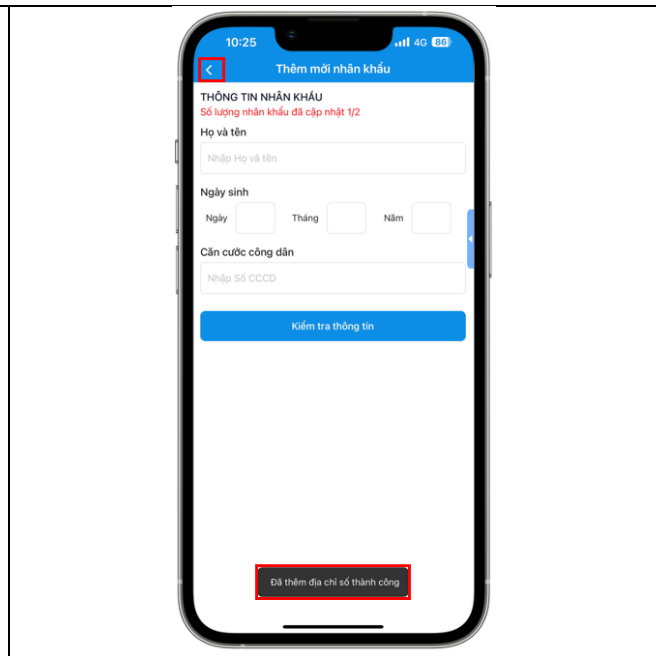 10:25 4G 86
Thêm mới nhân khẩu
THÔNG TIN NHÂN KHẨU
Số lượng nhân khẩu đã cập nhật 1/2
Họ và tên
Nhập Họ và tên
Ngày sinh
Ngày Tháng Năm
Căn cước công dân
Nhập Số CCCD
Kiểm tra thông tin
Đã thêm địa chỉ số thành công